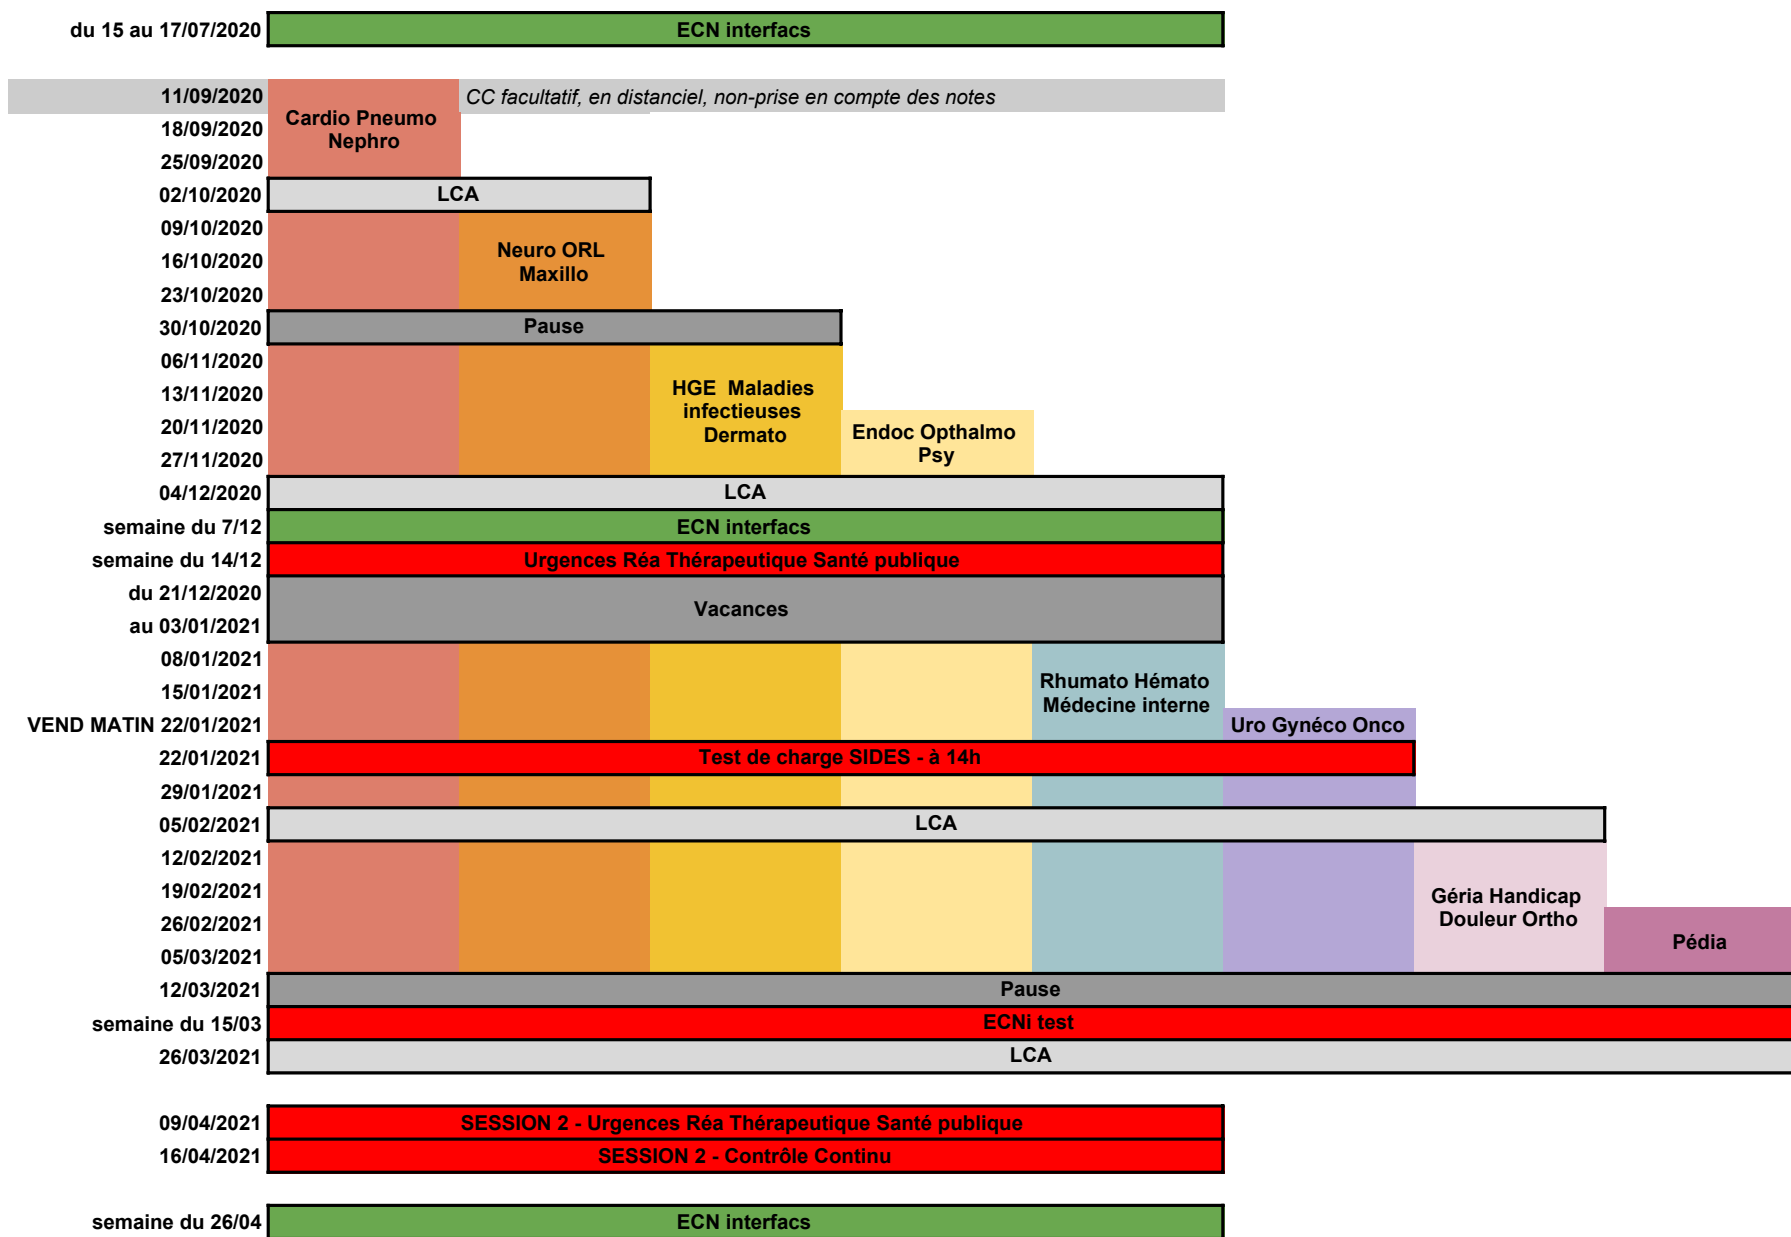 du 15 au 17/07/2020 ECN interfacs
11/09/2020 CC facultatif, en distanciel, non-prise en compte des notes
Cardio Pneumo
Nephro
18/09/2020
25/09/2020
02/10/2020 LCA
09/10/2020
Neuro ORL
Maxillo
16/10/2020
23/10/2020
30/10/2020 Pause
06/11/2020
13/11/2020
HGE  Maladies
infectieuses
Dermato
20/11/2020
Endoc Opthalmo
Psy
27/11/2020
04/12/2020 LCA
semaine du 7/12 ECN interfacs
semaine du 14/12 Urgences Réa Thérapeutique Santé publique
du 21/12/2020
Vacances
au 03/01/2021
08/01/2021
Rhumato Hémato
Médecine interne
15/01/2021
VEND MATIN 22/01/2021 Uro Gynéco Onco
22/01/2021 Test de charge SIDES - à 14h
29/01/2021
05/02/2021 LCA
12/02/2021
19/02/2021
Géria Handicap
Douleur Ortho
26/02/2021
Pédia
05/03/2021
12/03/2021 Pause
semaine du 15/03 ECNi test
26/03/2021 LCA
09/04/2021 SESSION 2 - Urgences Réa Thérapeutique Santé publique
16/04/2021 SESSION 2 - Contrôle Continu
semaine du 26/04 ECN interfacs